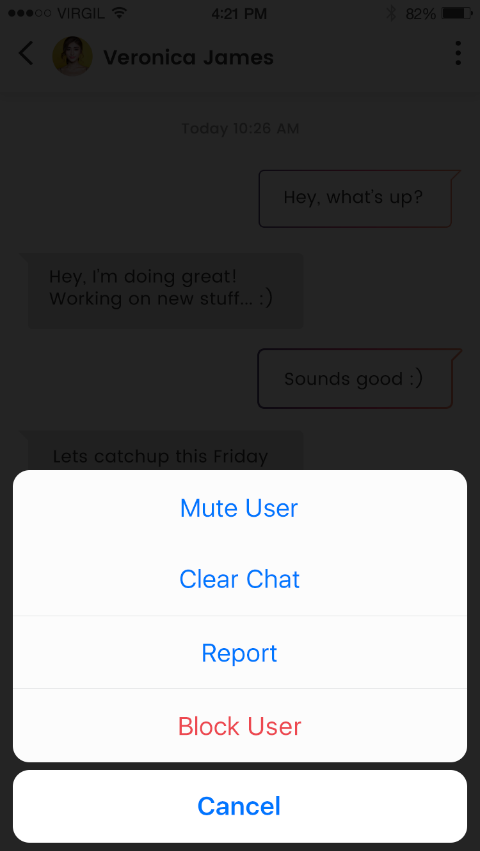 VIRGIL 4:21 PM 82%
Veronica James
Today 10:26 AM
Hey, what's up?
Hey, I'm doing great!
Working on new stuff... :)
Sounds good :)
Lets catchup this Friday
Mute User
Clear Chat
Report
Block User
Cancel